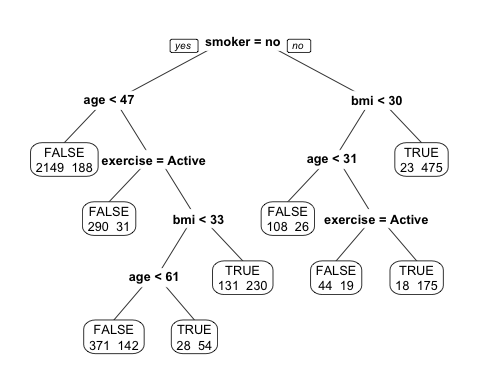 yes smoker = no no
age < 47
bmi < 30
FALSE
2149 188
exercise = Active
age < 31
TRUE
23 475
FALSE
290 31
bmi < 33
FALSE
108 26
exercise = Active
age < 61
TRUE
131 230
FALSE
44 19
TRUE
18 175
FALSE
371 142
TRUE
28 54